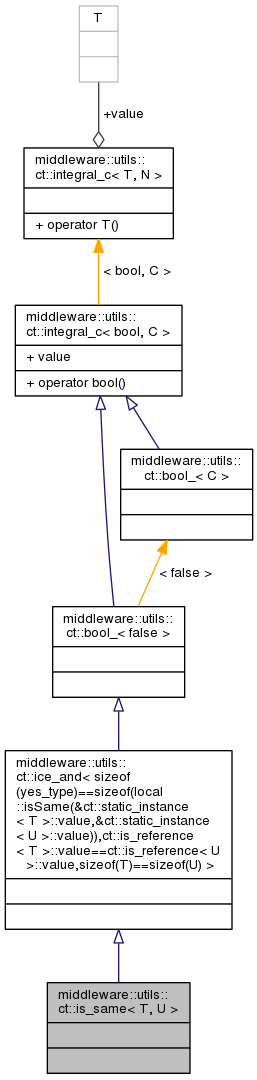 T
+value
middleware::utils::
ct::integral_c< T, N >
+ operator T()
< bool, C >
middleware::utils::
ct::integral_c< bool, C >
+ value
+ operator bool()
middleware::utils::
ct::bool_< C >
< false >
middleware::utils::
ct::bool_< false >
middleware::utils::
ct::ice_and< sizeof
(yes_type)==sizeof(local
::isSame(&ct::static_instance
< T >::value,&ct::static_instance
< U >::value)),ct::is_reference
< T >::value==ct::is_reference< U
>::value,sizeof(T)==sizeof(U) >
middleware::utils::
ct::is_same< T, U >